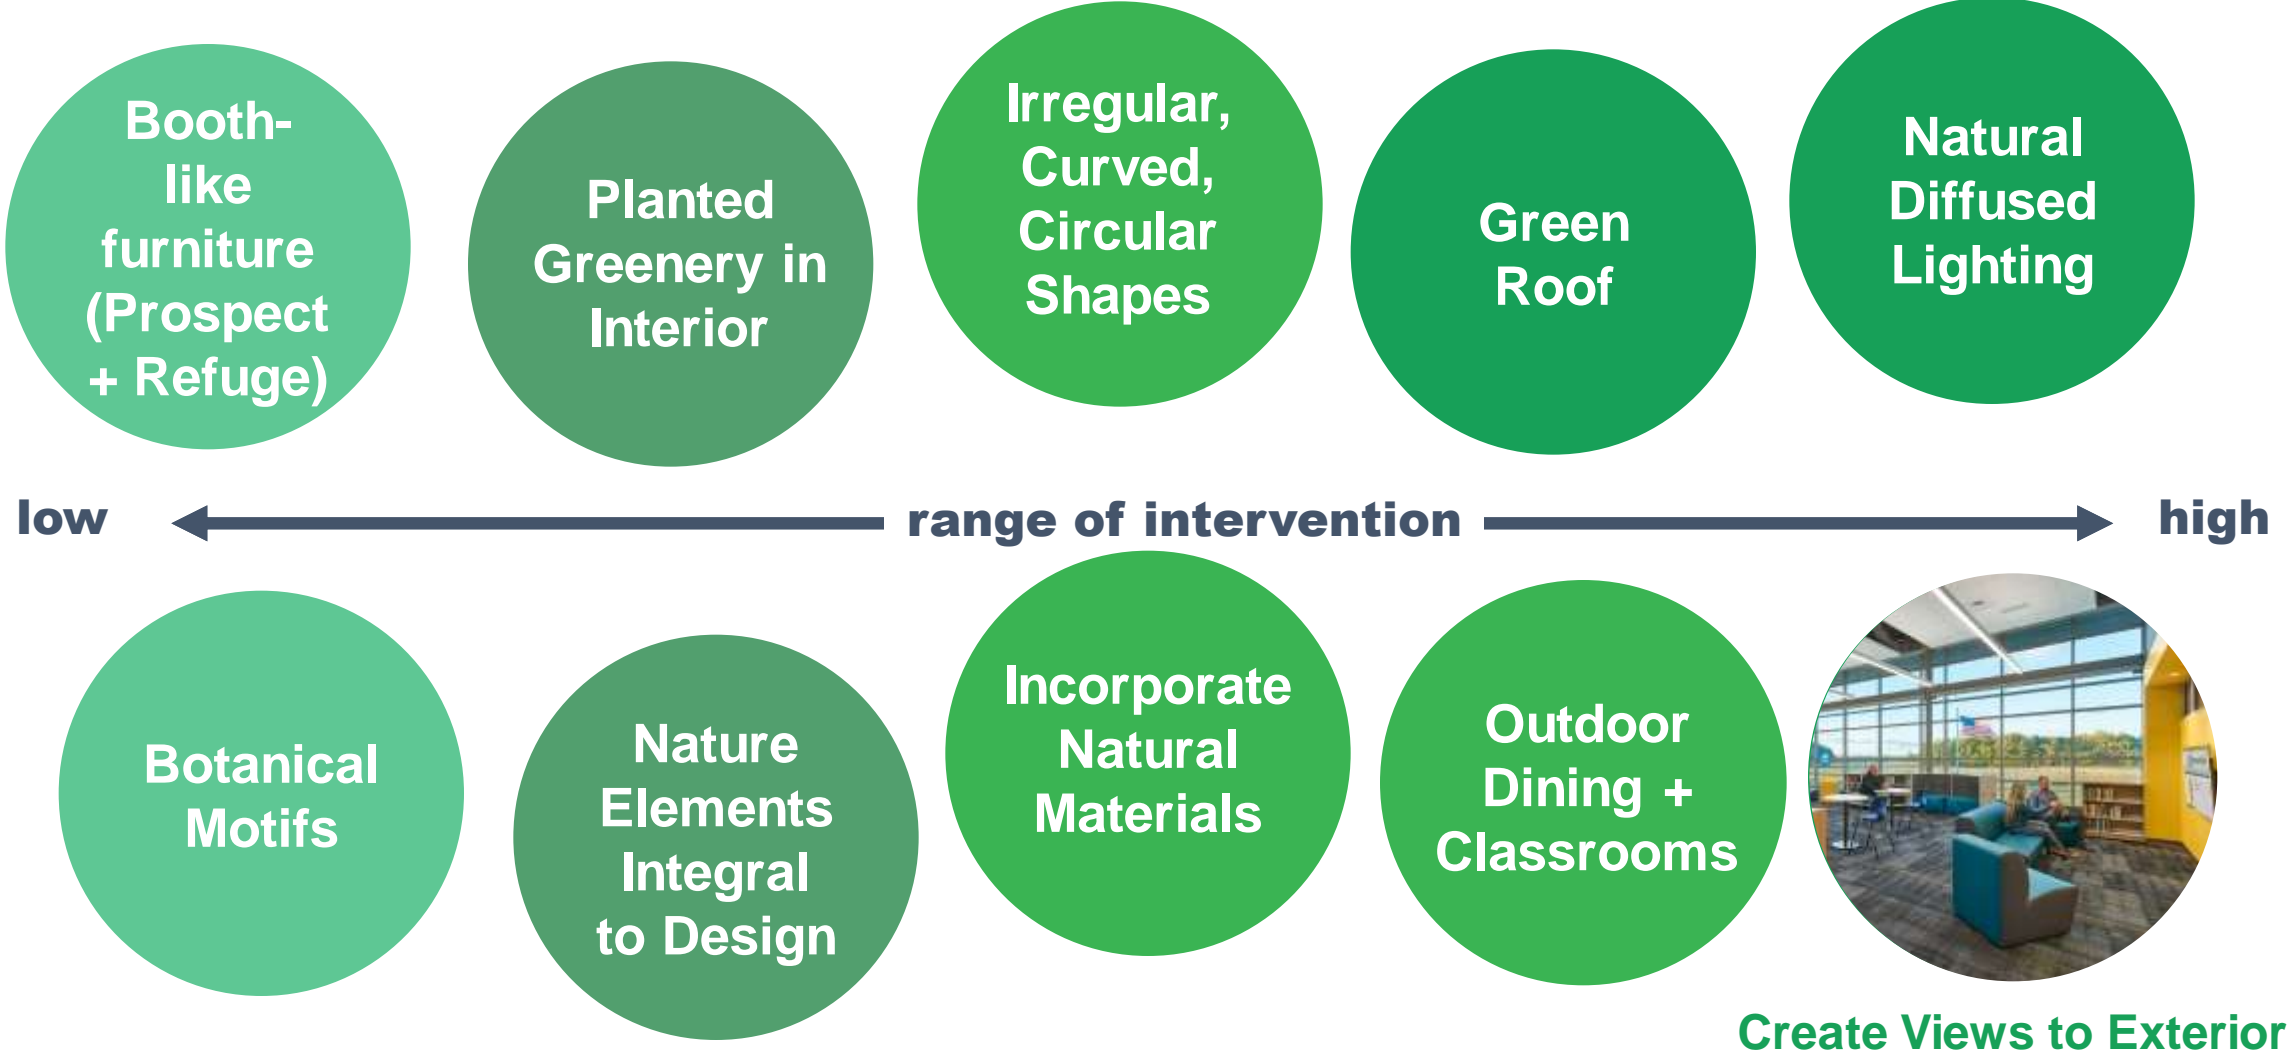 Booth-
like
furniture
(Prospect
+ Refuge)
Planted
Greenery in
Interior
Irregular,
Curved,
Circular
Shapes
Green
Roof
Natural
Diffused
Lighting
low
range of intervention
high
Botanical
Motifs
Nature
Elements
Integral
to Design
Incorporate
Natural
Materials
Outdoor
Dining +
Classrooms
Create Views to Exterior